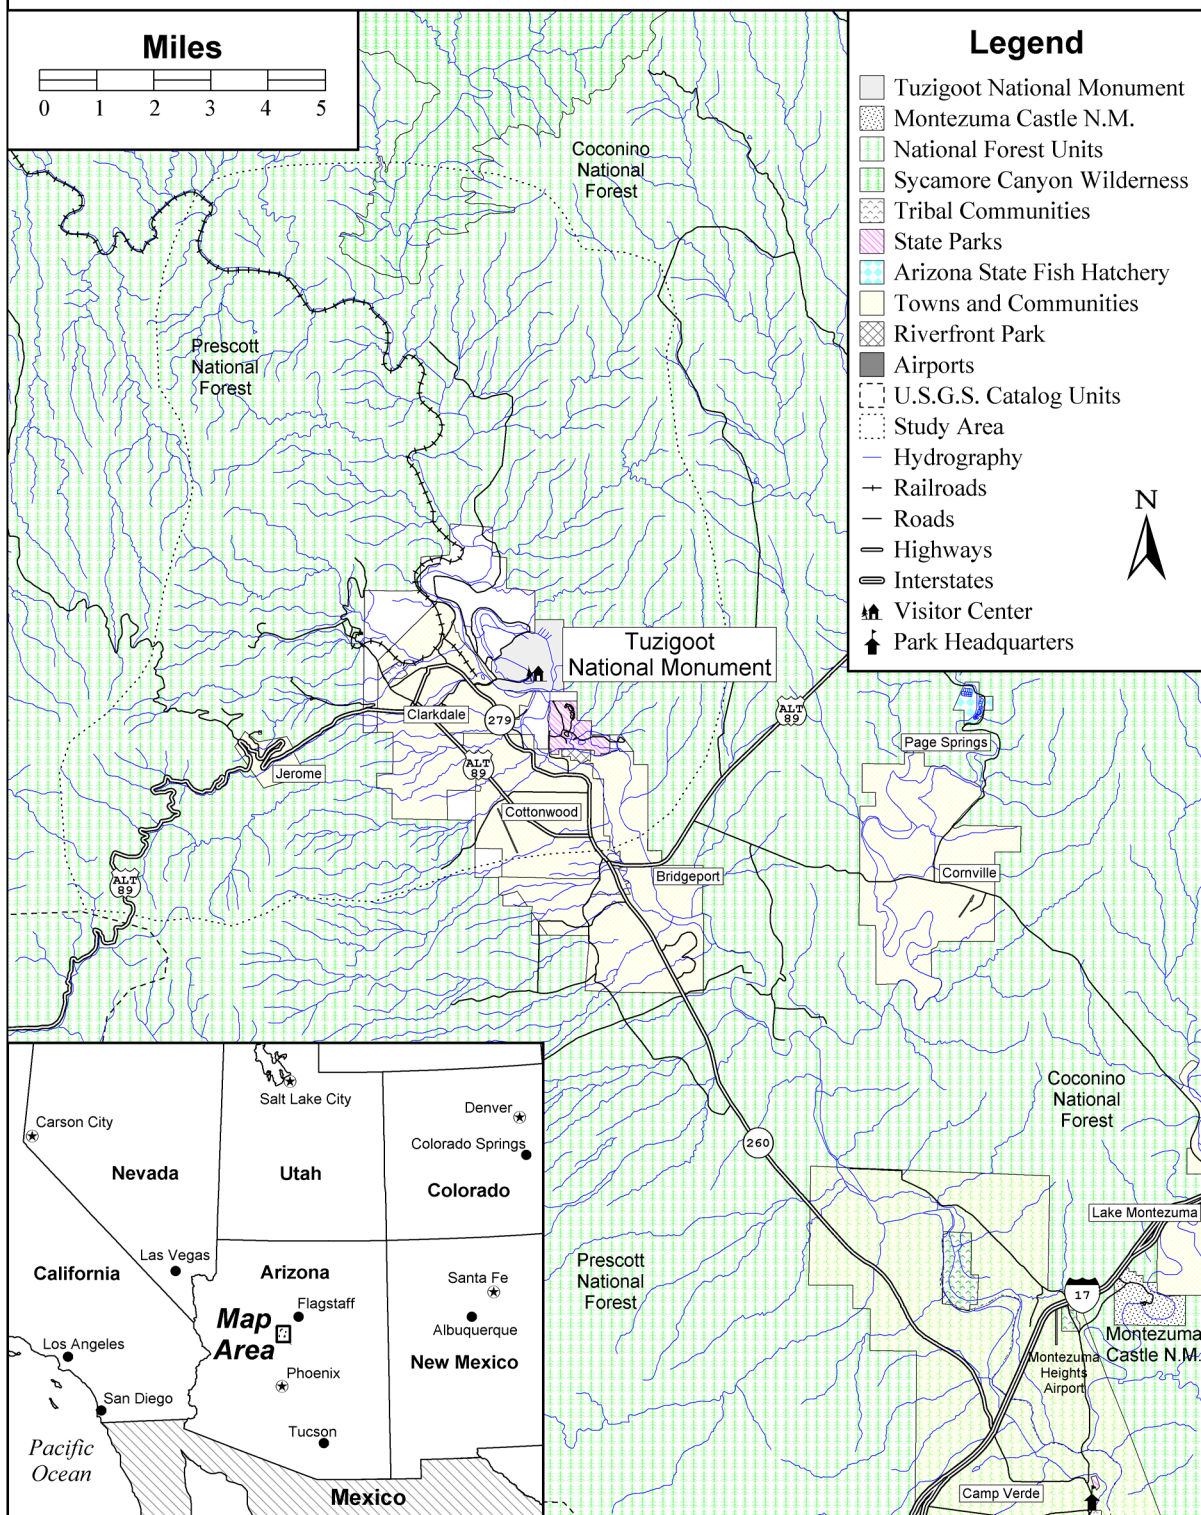 Miles
0 1 2 3 4 5
Legend
Tuzigoot National Monument
Montezuma Castle N.M.
National Forest Units
Sycamore Canyon Wilderness
Tribal Communities
State Parks
Arizona State Fish Hatchery
Towns and Communities
Riverfront Park
Airports
U.S.G.S. Catalog Units
Study Area
Hydrography
Railroads
Roads
Highways
Interstates
Visitor Center
Park Headquarters
N
Coconino
National
Forest
Prescott
National
Forest
Tuzigoot
National Monument
Clarkdale
279
ALT
89
Page Springs
Jerome
ALT
89
Cottonwood
Bridgeport
Cornville
ALT
89
Coconino
National
Forest
260
Lake Montezuma
Prescott
National
Forest
17
Montezuma
Castle N.M.
Montezuma
Heights
Airport
Camp Verde
Salt Lake City
Carson City
Denver
Colorado Springs
Nevada
Utah
Colorado
Las Vegas
California
Arizona
Santa Fe
Flagstaff
Map
Area
Albuquerque
Los Angeles
New Mexico
Phoenix
San Diego
Tucson
Pacific
Ocean
Mexico